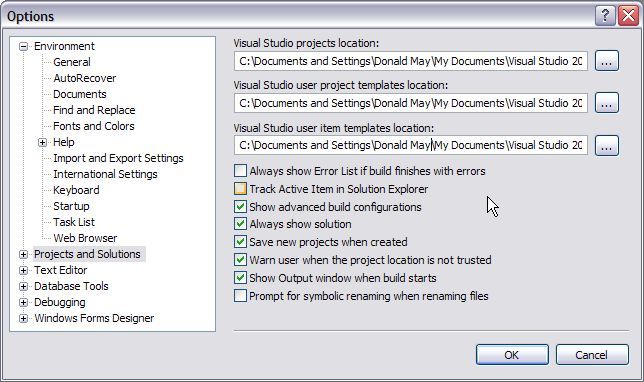 Options
Environment
General
AutoRecover
Documents
Find and Replace
Fonts and Colors
Help
Import and Export Settings
International Settings
Keyboard
Startup
Task List
Web Browser
Projects and Solutions
Text Editor
Database Tools
Debugging
Windows Forms Designer
Visual Studio projects location:
C:\Documents and Settings\Donald May\My Documents\Visual Studio 20
...
Visual Studio user project templates location:
C:\Documents and Settings\Donald May\My Documents\Visual Studio 20
...
Visual Studio user item templates location:
C:\Documents and Settings\Donald May\My Documents\Visual Studio 20
...
Always show Error List if build finishes with errors
Track Active Item in Solution Explorer
Show advanced build configurations
Always show solution
Save new projects when created
Warn user when the project location is not trusted
Show Output window when build starts
Prompt for symbolic renaming when renaming files
OK
Cancel